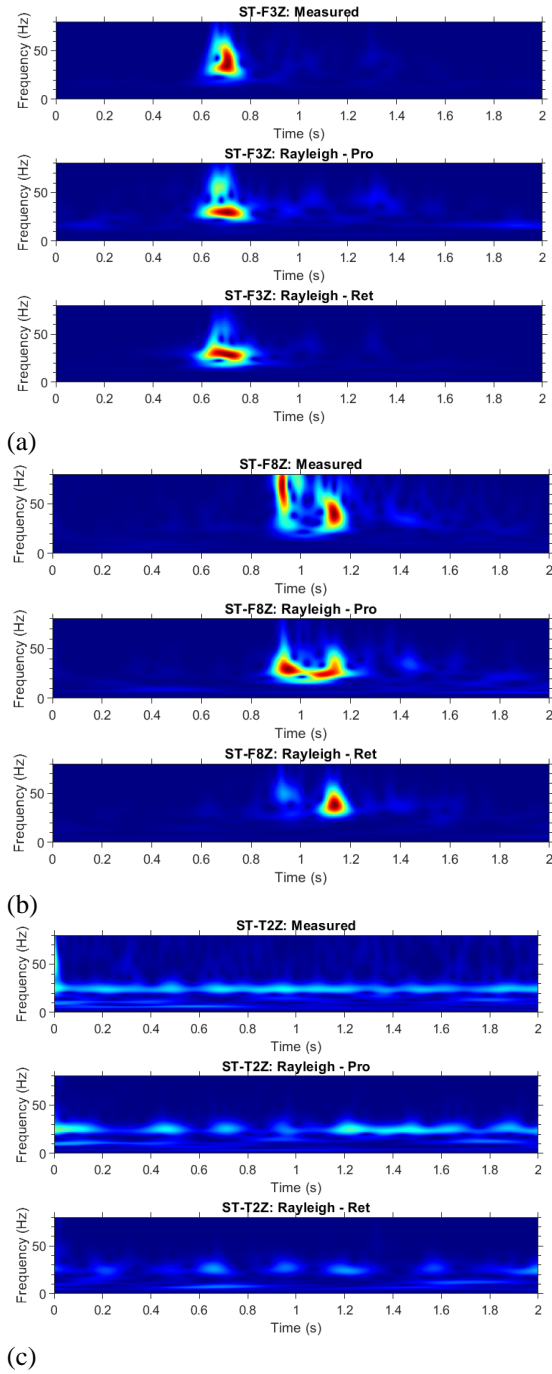 ST-F3Z: Measured
Frequency (Hz)
50
0
0 0.2 0.4 0.6 0.8 1 1.2 1.4 1.6 1.8 2
Time (s)
ST-F3Z: Rayleigh - Pro
Frequency (Hz)
50
0
0 0.2 0.4 0.6 0.8 1 1.2 1.4 1.6 1.8 2
Time (s)
ST-F3Z: Rayleigh - Ret
Frequency (Hz)
50
0
0 0.2 0.4 0.6 0.8 1 1.2 1.4 1.6 1.8 2
Time (s)
(a)
ST-F8Z: Measured
Frequency (Hz)
50
0
0 0.2 0.4 0.6 0.8 1 1.2 1.4 1.6 1.8 2
Time (s)
ST-F8Z: Rayleigh - Pro
Frequency (Hz)
50
0
0 0.2 0.4 0.6 0.8 1 1.2 1.4 1.6 1.8 2
Time (s)
ST-F8Z: Rayleigh - Ret
Frequency (Hz)
50
0
0 0.2 0.4 0.6 0.8 1 1.2 1.4 1.6 1.8 2
Time (s)
(b)
ST-T2Z: Measured
Frequency (Hz)
50
0
0 0.2 0.4 0.6 0.8 1 1.2 1.4 1.6 1.8 2
Time (s)
ST-T2Z: Rayleigh - Pro
Frequency (Hz)
50
0
0 0.2 0.4 0.6 0.8 1 1.2 1.4 1.6 1.8 2
Time (s)
ST-T2Z: Rayleigh - Ret
Frequency (Hz)
50
0
0 0.2 0.4 0.6 0.8 1 1.2 1.4 1.6 1.8 2
Time (s)
(c)